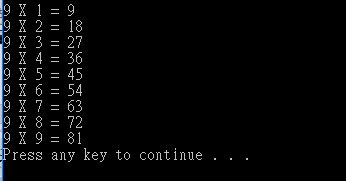 9 X 1 = 9
9 X 2 = 18
9 X 3 = 27
9 X 4 = 36
9 X 5 = 45
9 X 6 = 54
9 X 7 = 63
9 X 8 = 72
9 X 9 = 81
Press any key to continue . . .